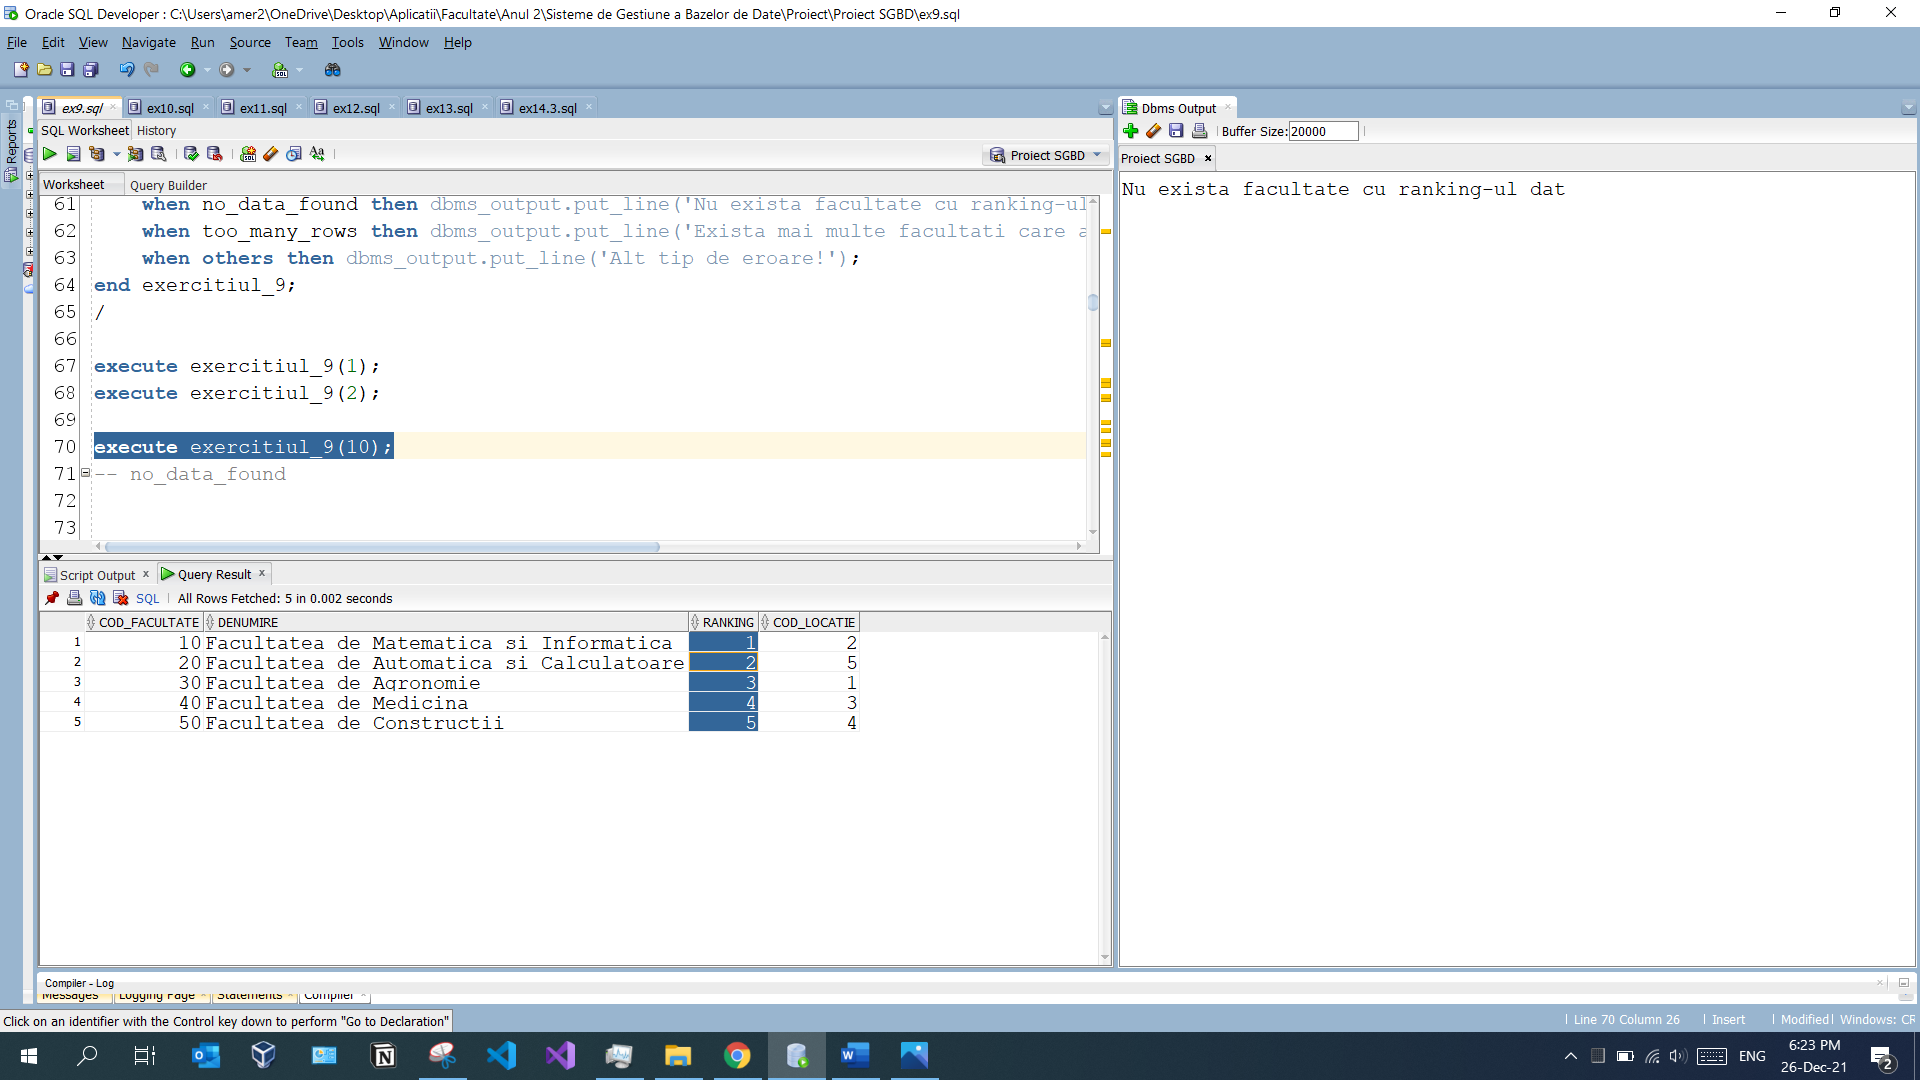 Oracle SQL Developer : C:\Users\amer2\OneDrive\Desktop\Aplicatii\Facultate\Anul 2\Sisteme de Gestiune a Bazelor de Date\Proiect\Proiect SGBD\ex9.sql
File Edit View Navigate Run Source Team Tools Window Help
ex9.sql ex10.sql ex11.sql ex12.sql ex13.sql ex14.3.sql
SQL Worksheet History
Proiect SGBD
Worksheet Query Builder
61 when no_data_found then dbms_output.put_line('Nu exista facultate cu ranking-ul
62 when too_many_rows then dbms_output.put_line('Exista mai multe facultati care a
63 when others then dbms_output.put_line('Alt tip de eroare!');
64 end exercitiul_9;
65 /
66
67 execute exercitiul_9(1);
68 execute exercitiul_9(2);
69
70 execute exercitiul_9(10);
71 -- no_data_found
72
73
Reports
Script Output Query Result
SQL All Rows Fetched: 5 in 0.002 seconds
COD_FACULTATE DENUMIRE RANKING COD_LOCATIE
1 10 Facultatea de Matematica si Informatica 1 2
2 20 Facultatea de Automatica si Calculatoare 2 5
3 30 Facultatea de Agronomie 3 1
4 40 Facultatea de Medicina 4 3
5 50 Facultatea de Constructii 5 4
Dbms Output
Buffer Size: 20000
Proiect SGBD
Nu exista facultate cu ranking-ul dat
Compiler - Log
Messages Logging Page Statements Compiler
Click on an identifier with the Control key down to perform "Go to Declaration"
Line 70 Column 26 Insert Modified Windows: CR
ENG
6:23 PM
26-Dec-21
2